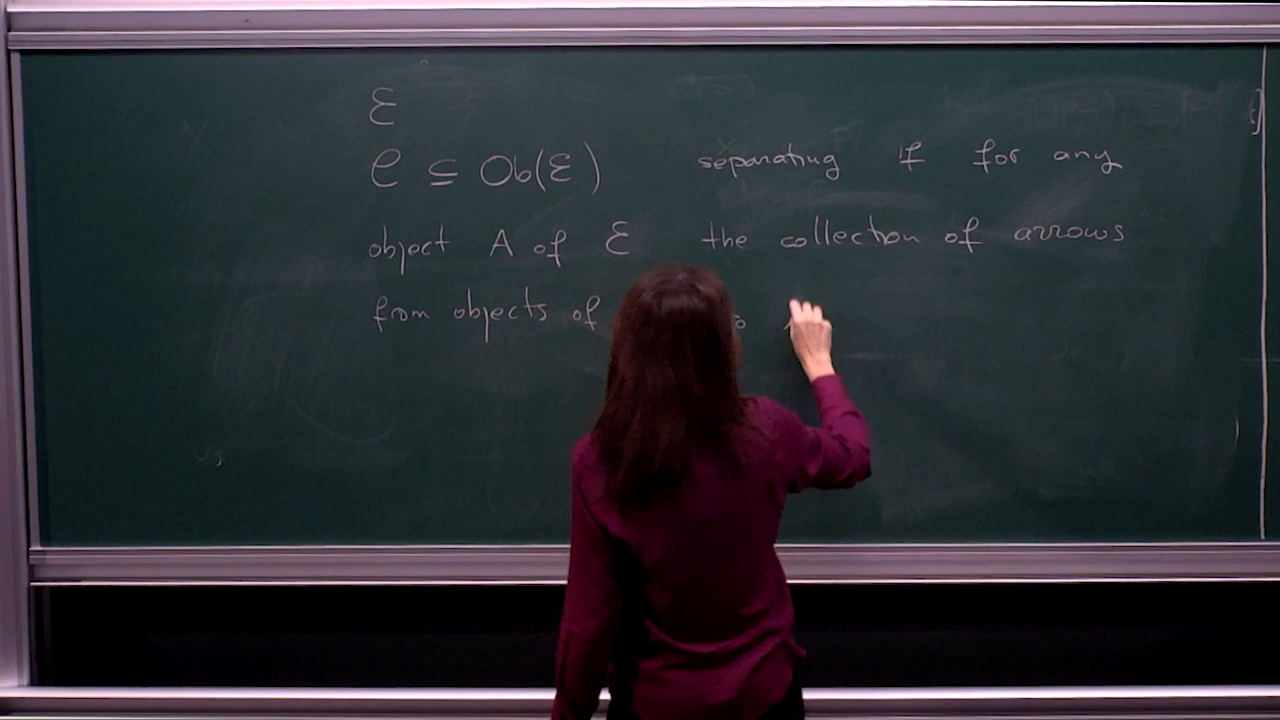 ℰ
𝒞 ⊆ Ob(ℰ) separating if for any
object A of ℰ the collection of arrows
from objects of